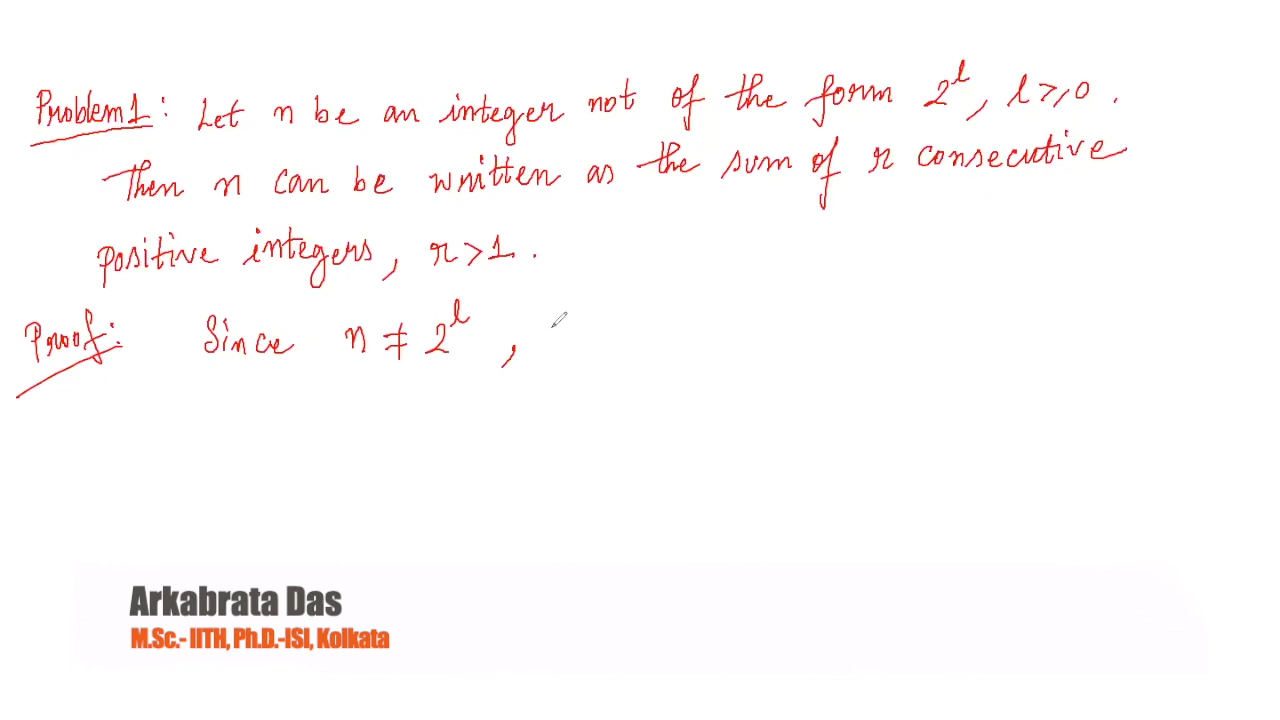 Problem 1: Let n be an integer not of the form 2^l, l ≥ 0.
Then n can be written as the sum of r consecutive
positive integers, r > 1.
Proof: Since n ≠ 2^l,
Arkabrata Das
M.Sc.- IITH, Ph.D.-ISI, Kolkata